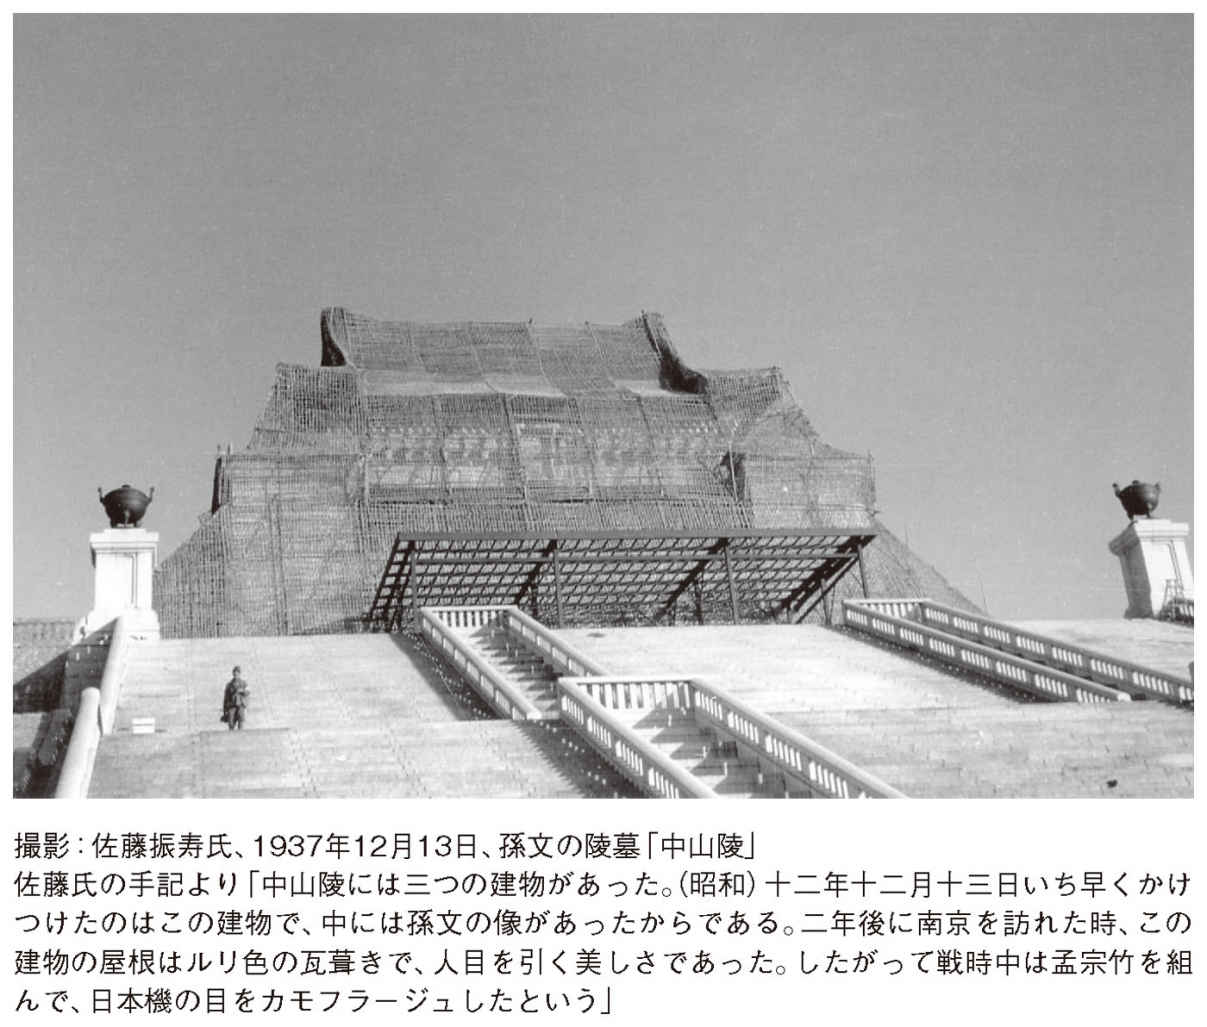 撮影：佐藤振寿氏、1937年12月13日、孫文の陵墓「中山陵」
佐藤氏の手記より「中山陵には三つの建物があった。（昭和）十二年十二月十三日いち早くかけ
つけたのはこの建物で、中には孫文の像があったからである。二年後に南京を訪れた時、この
建物の屋根はルリ色の瓦葺きで、人目を引く美しさであった。したがって戦時中は孟宗竹を組
んで、日本機の目をカモフラージュしたという」